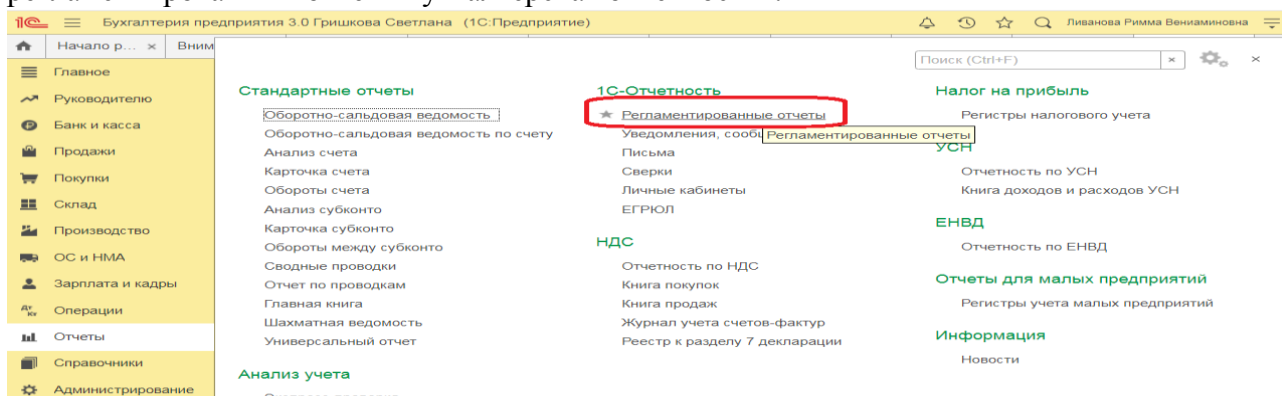 Бухгалтерия предприятия 3.0 Гришкова Светлана (1С:Предприятие)
Ливанова Римма Вениаминовна
Начало р... ×
Вним
Поиск (Ctrl+F) ×
×
Главное
Руководителю
Банк и касса
Продажи
Покупки
Склад
Производство
ОС и НМА
Зарплата и кадры
Операции
Отчеты
Справочники
Администрирование
Стандартные отчеты
Оборотно-сальдовая ведомость
Оборотно-сальдовая ведомость по счету
Анализ счета
Карточка счета
Обороты счета
Анализ субконто
Карточка субконто
Обороты между субконто
Сводные проводки
Отчет по проводкам
Главная книга
Шахматная ведомость
Универсальный отчет
Анализ учета
1С-Отчетность
Регламентированные отчеты
Уведомления,
Регламентированные отчеты
Письма
Сверки
Личные кабинеты
ЕГРЮЛ
НДС
Отчетность по НДС
Книга покупок
Книга продаж
Журнал учета счетов-фактур
Реестр к разделу 7 декларации
Налог на прибыль
Регистры налогового учета
УСН
Отчетность по УСН
Книга доходов и расходов УСН
ЕНВД
Отчетность по ЕНВД
Отчеты для малых предприятий
Регистры учета малых предприятий
Информация
Новости